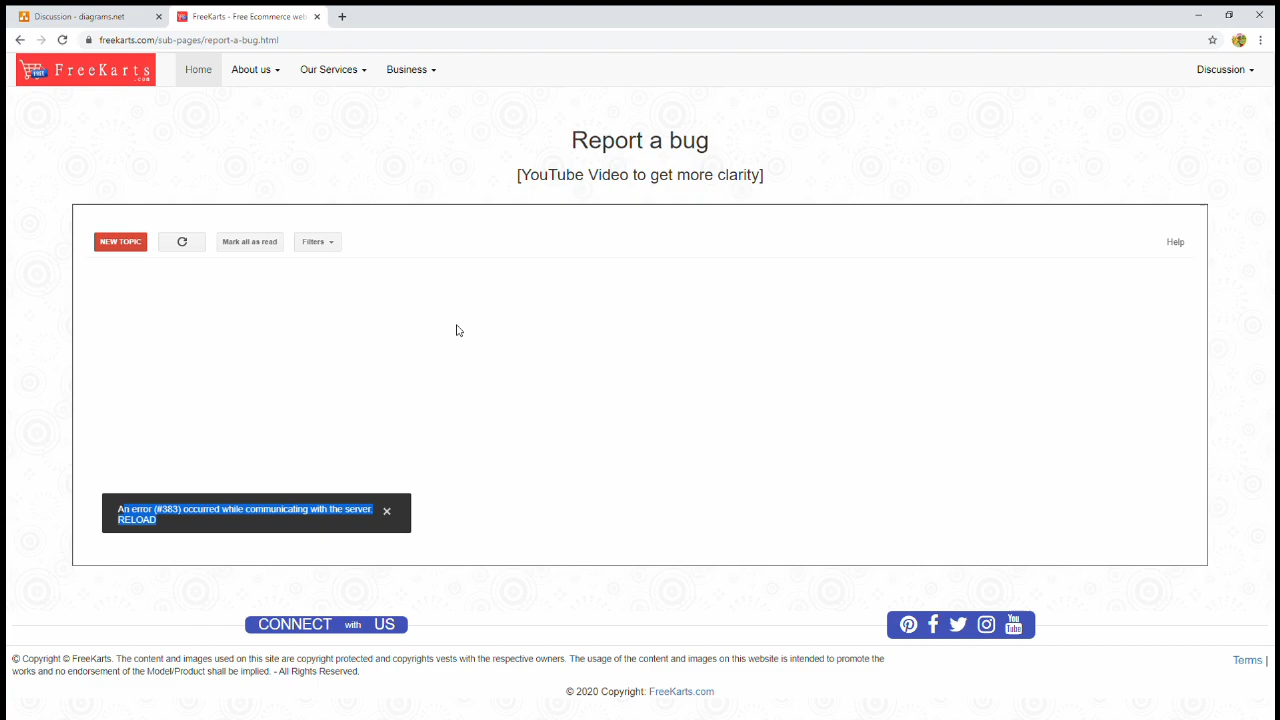 Discussion - diagrams.net
FreeKarts - Free Ecommerce web
freekarts.com/sub-pages/report-a-bug.html
FreeKarts
.com
Home
About us
Our Services
Business
Discussion
Report a bug
[YouTube Video to get more clarity]
NEW TOPIC
Mark all as read
Filters
Help
An error (#383) occurred while communicating with the server.
RELOAD
CONNECT with US
You
Tube
© Copyright © FreeKarts. The content and images used on this site are copyright protected and copyrights vests with the respective owners. The usage of the content and images on this website is intended to promote the
works and no endorsement of the Model/Product shall be implied. - All Rights Reserved.
Terms |
© 2020 Copyright: FreeKarts.com